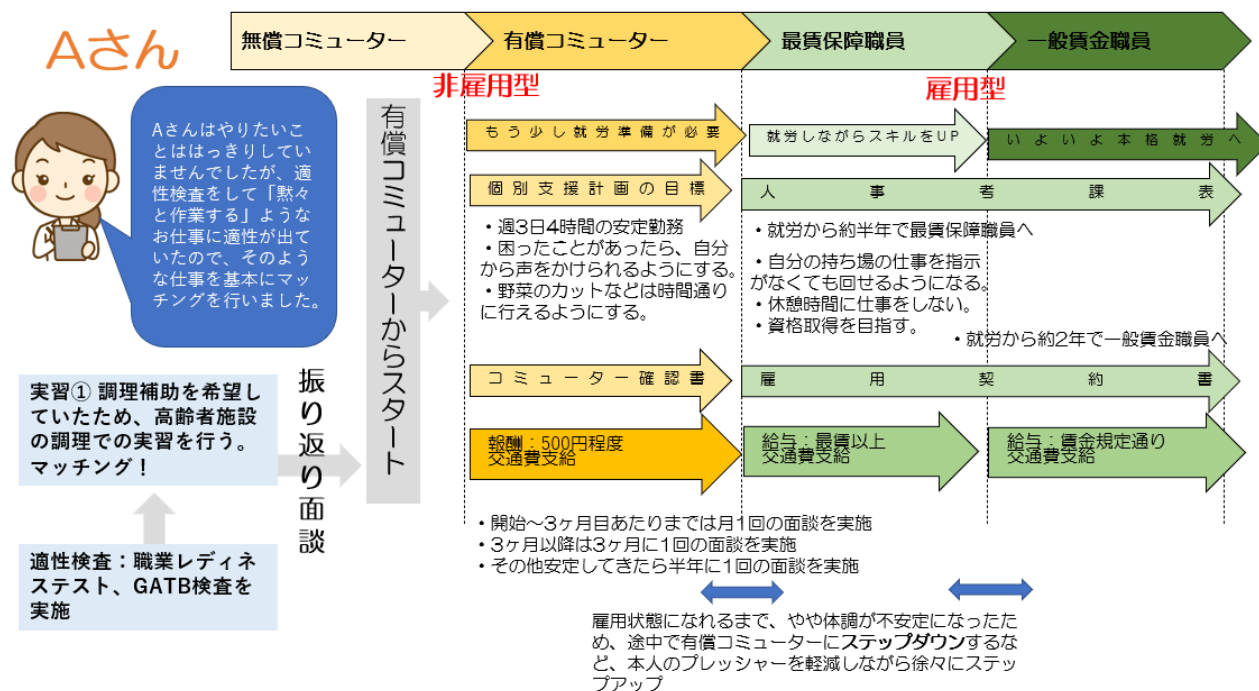 Aさん
無償コミューター
有償コミューター
最賃保障職員
一般賃金職員
非雇用型
雇用型
Aさんはやりたいこ
とははっきりしてい
ませんでしたが、適
性検査をして「黙々
と作業する」ような
お仕事に適性が出て
いたので、そのよう
な仕事を基本にマッ
チングを行いました。
実習① 調理補助を希望し
ていたため、高齢者施設
の調理での実習を行う。
マッチング！
適性検査：職業レディネ
ステスト、GATB検査を
実施
振り返り面談
有償コミューターからスタート
もう少し就労準備が必要
就労しながらスキルをUP
いよいよ本格就労へ
個別支援計画の目標
人事考課表
・週3日4時間の安定勤務
・困ったことがあったら、自分
から声をかけられるようにする。
・野菜のカットなどは時間通り
に行えるようにする。
・就労から約半年で最賃保障職員へ
・自分の持ち場の仕事を指示
がなくても回せるようになる。
・休憩時間に仕事をしない。
・資格取得を目指す。
・就労から約2年で一般賃金職員へ
コミューター確認書
雇用契約書
報酬：500円程度
交通費支給
給与：最賃以上
交通費支給
給与：賃金規定通り
交通費支給
・開始～3ヶ月目あたりまでは月1回の面談を実施
・3ヶ月以降は3ヶ月に1回の面談を実施
・その他安定してきたら半年に1回の面談を実施
雇用状態になれるまで、やや体調が不安定になったた
め、途中で有償コミューターにステップダウンするな
ど、本人のプレッシャーを軽減しながら徐々にステッ
プアップ